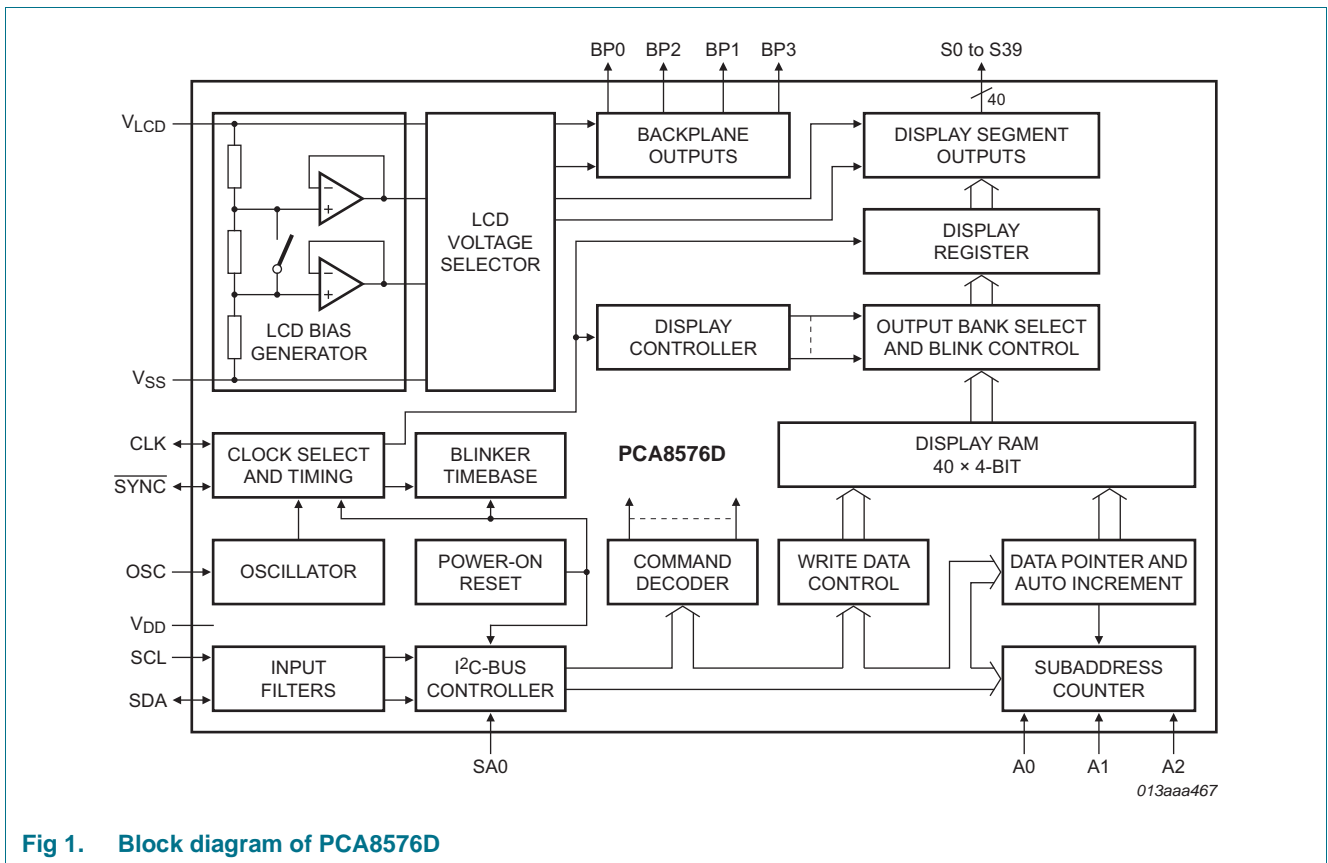 BP0 BP2 BP1 BP3 S0 to S39
40
VLCD
BACKPLANE
OUTPUTS
DISPLAY SEGMENT
OUTPUTS
−
+
LCD
VOLTAGE
SELECTOR
DISPLAY
REGISTER
−
+
LCD BIAS
GENERATOR
DISPLAY
CONTROLLER
OUTPUT BANK SELECT
AND BLINK CONTROL
VSS
CLK
SYNC
CLOCK SELECT
AND TIMING
BLINKER
TIMEBASE
PCA8576D
DISPLAY RAM
40 × 4-BIT
OSC
OSCILLATOR
POWER-ON
RESET
COMMAND
DECODER
WRITE DATA
CONTROL
DATA POINTER AND
AUTO INCREMENT
VDD
SCL
SDA
INPUT
FILTERS
I2C-BUS
CONTROLLER
SUBADDRESS
COUNTER
SA0 A0 A1 A2
013aaa467
Fig 1. Block diagram of PCA8576D